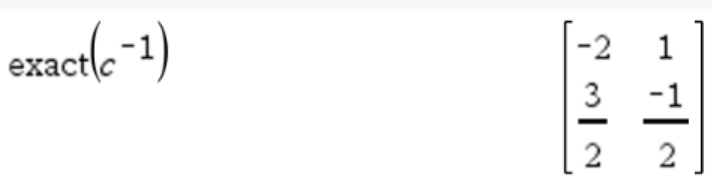 exact(c⁻¹) [-2 1
3/2 -1/2]